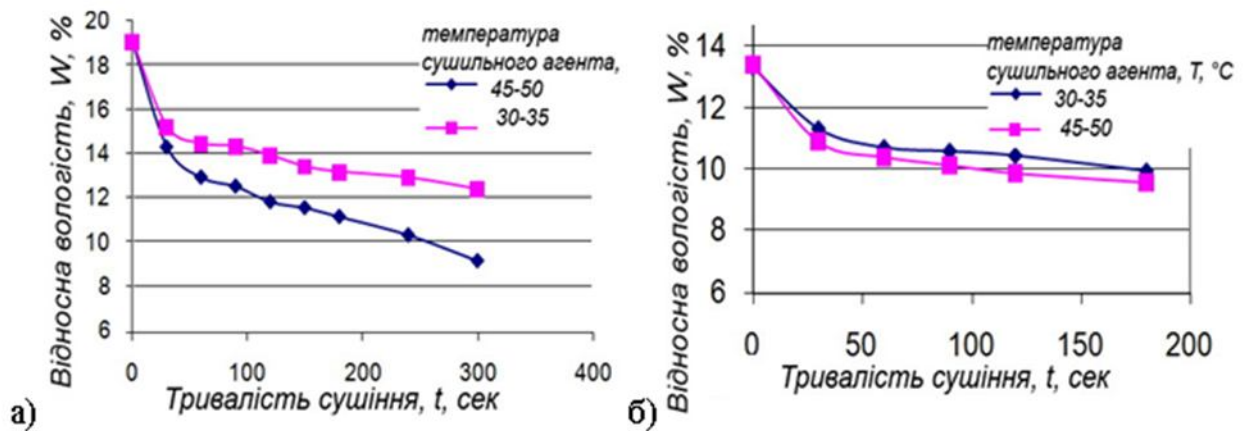 20
18
16
14
12
10
8
6
0
100
200
300
400
Відносна вологість, W, %
Тривалість сушіння, t, сек
температура
сушильного агента,
45-50
30-35
а)
14
12
10
8
6
0
50
100
150
200
Відносна вологість, W, %
Тривалість сушіння, t, сек
температура
сушильного агента, T, °C
30-35
45-50
б)